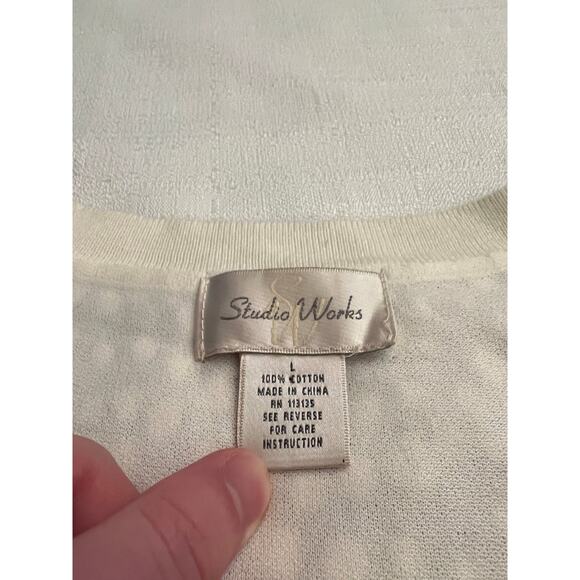 Studio Works
L
100% COTTON
MADE IN CHINA
RN 113135
SEE REVERSE
FOR CARE
INSTRUCTION